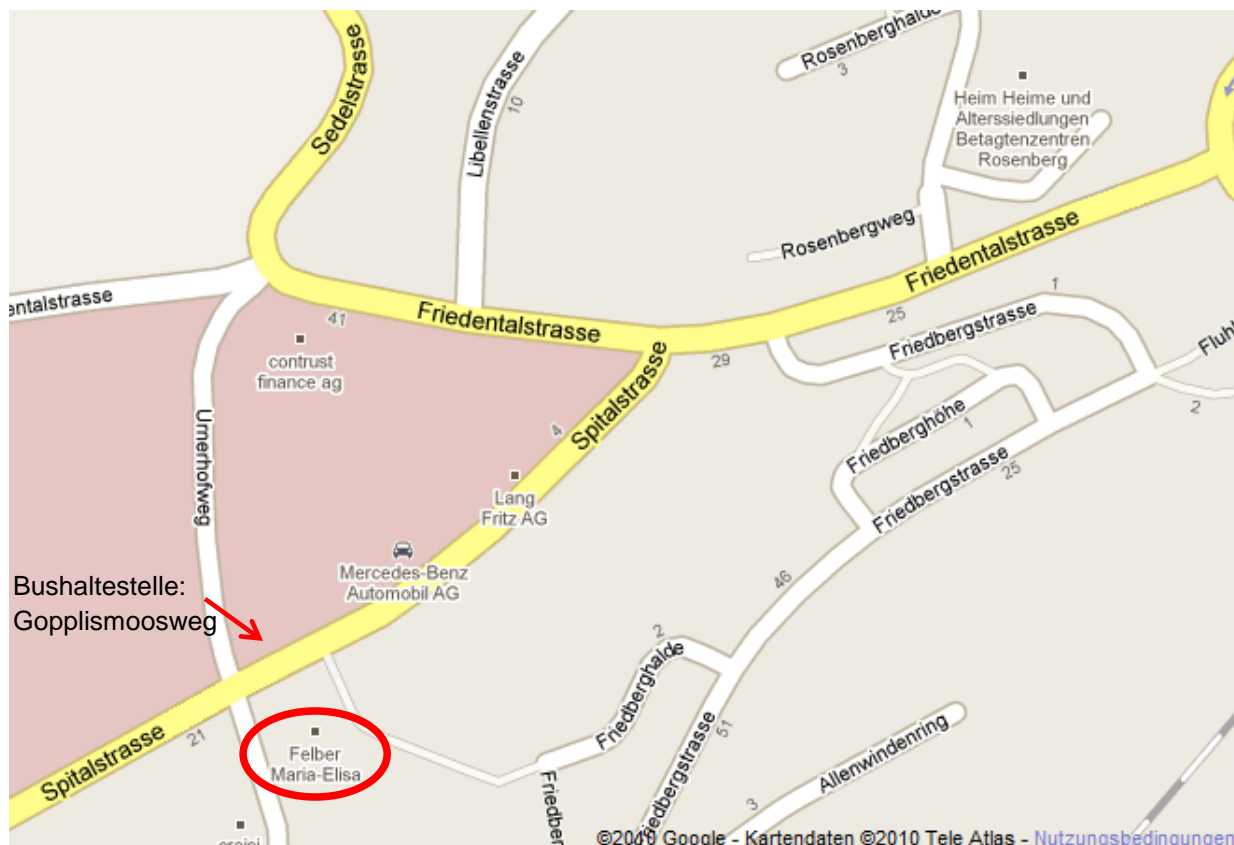 Rosenberghalde
3
Sedelstrasse
Libellenstrasse
10
Heim Heime und
Alterssiedlungen
Betagtenzentren
Rosenberg
Rosenbergweg
Friedentalstrasse
entalstrasse
41
Friedentalstrasse
25
1
Friedbergstrasse
29
Fluhl
2
contrust
finance ag
Urnerhofweg
4
Spitalstrasse
Friedberghöhe
1
Friedbergstrasse
25
Lang
Fritz AG
Mercedes-Benz
Automobil AG
46
Bushaltestelle:
Gopplismoosweg
2
Friedberghalde
Friedbergstrasse
51
Spitalstrasse
21
Felber
Maria-Elisa
Friedber
Allenwindenring
3
©2010 Google - Kartendaten ©2010 Tele Atlas - Nutzungsbedingungen